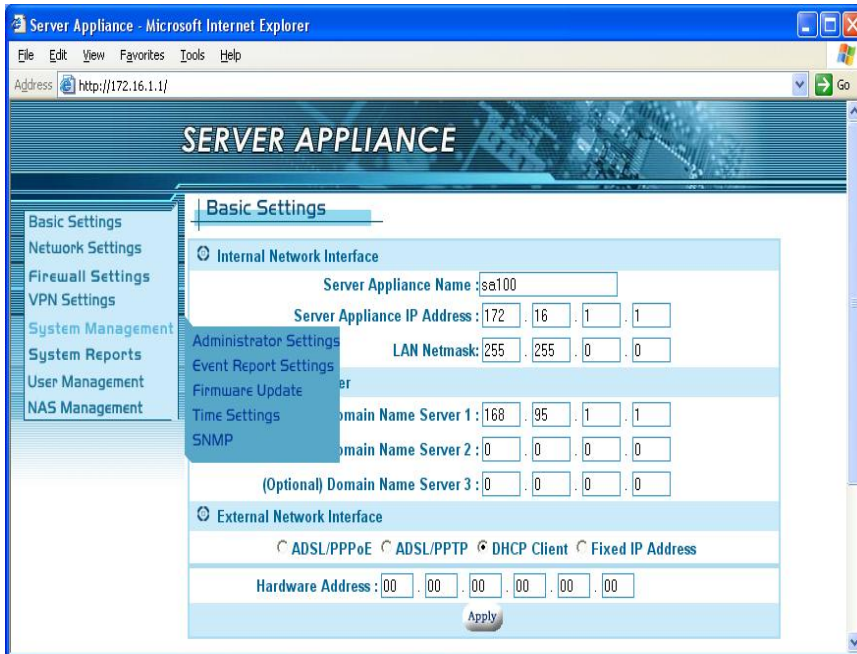 Server Appliance - Microsoft Internet Explorer
File Edit View Favorites Tools Help
Address http://172.16.1.1/ Go
SERVER APPLIANCE
Basic Settings
Network Settings
Firewall Settings
VPN Settings
System Management
System Reports
User Management
NAS Management
Administrator Settings
Event Report Settings
Firmware Update
Time Settings
SNMP
Basic Settings
Internal Network Interface
Server Appliance Name : sa100
Server Appliance IP Address : 172 . 16 . 1 . 1
LAN Netmask: 255 . 255 . 0 . 0
er
omain Name Server 1 : 168 . 95 . 1 . 1
omain Name Server 2 : 0 . 0 . 0 . 0
(Optional) Domain Name Server 3 : 0 . 0 . 0 . 0
External Network Interface
ADSL/PPPoE ADSL/PPTP DHCP Client Fixed IP Address
Hardware Address : 00 . 00 . 00 . 00 . 00 . 00
Apply